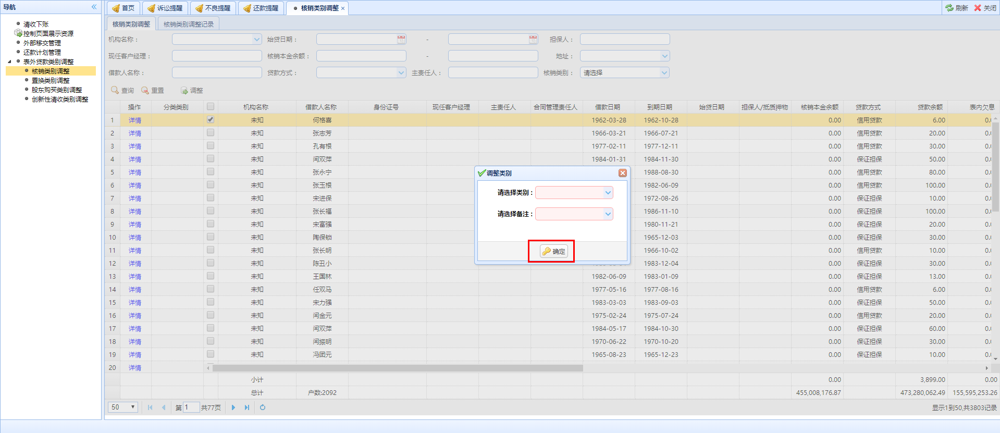 导航
首页 诉讼提醒 不良提醒 还款提醒 核销类别调整 刷新 关闭
清收下账
控制页面展示资源
外部移交管理
还款计划管理
表外贷款类别调整
核销类别调整
置换类别调整
股东购买类别调整
创新性清收类别调整
核销类别调整 核销类别调整记录
机构名称： 始贷日期： - 担保人：
现任客户经理： 核销本金余额： - 地址：
借款人名称： 贷款方式： 主责任人： 核销类别： 请选择
查询 重置 调整
操作 分类类别 机构名称 借款人名称 身份证号 现任客户经理 主责任人 合同管理责任人 借款日期 到期日期 始贷日期 担保人/抵质押物 核销本金余额 贷款方式 贷款余额 表内欠息
1 详情 未知 何格喜 1962-03-28 1962-10-28 0.00 信用贷款 6.00 0.
2 详情 未知 张志芳 1966-03-21 1966-07-21 0.00 信用贷款 20.00 0.
3 详情 未知 孔有根 1977-02-11 1977-12-11 0.00 信用贷款 30.00 0.
4 详情 未知 闫双萍 1984-01-31 1984-11-30 0.00 保证担保 50.00 0.
5 详情 未知 张永宁 1988-08-30 0.00 信用贷款 80.00 0.
6 详情 未知 张玉根 1982-06-09 0.00 信用贷款 100.00 0.
7 详情 未知 宋进保 1972-08-26 0.00 保证担保 10.00 0.
8 详情 未知 张长福 1986-11-10 0.00 保证担保 100.00 0.
9 详情 未知 宋富强 1980-11-21 0.00 保证担保 20.00 0.
10 详情 未知 陶保锁 1965-12-03 0.00 保证担保 30.00 0.
11 详情 未知 张长明 1966-10-02 0.00 信用贷款 10.00 0.
12 详情 未知 陈丑小 1983-12-04 0.00 保证担保 30.00 0.
13 详情 未知 王国林 1982-06-09 1983-01-09 0.00 保证担保 13.00 0.
14 详情 未知 任双马 1977-05-16 1977-08-16 0.00 信用贷款 6.00 0.
15 详情 未知 宋力强 1983-03-03 1983-09-03 0.00 保证担保 50.00 0.
16 详情 未知 闫金元 1975-02-24 1975-07-24 0.00 信用贷款 20.00 0.
17 详情 未知 闫双萍 1984-05-17 1984-10-30 0.00 保证担保 60.00 0.
18 详情 未知 闫振明 1970-06-22 1970-10-20 0.00 保证担保 30.00 0.
19 详情 未知 冯团元 1965-08-23 1965-12-23 0.00 保证担保 10.00 0.
20 详情
调整类别
请选择类别：
请选择备注：
确定
小计 0.00 3,899.00 0.00
总计 户数:2092 455,008,176.87 473,280,062.49 155,595,253.26
50 第 1 共77页 显示1到50,共3803记录